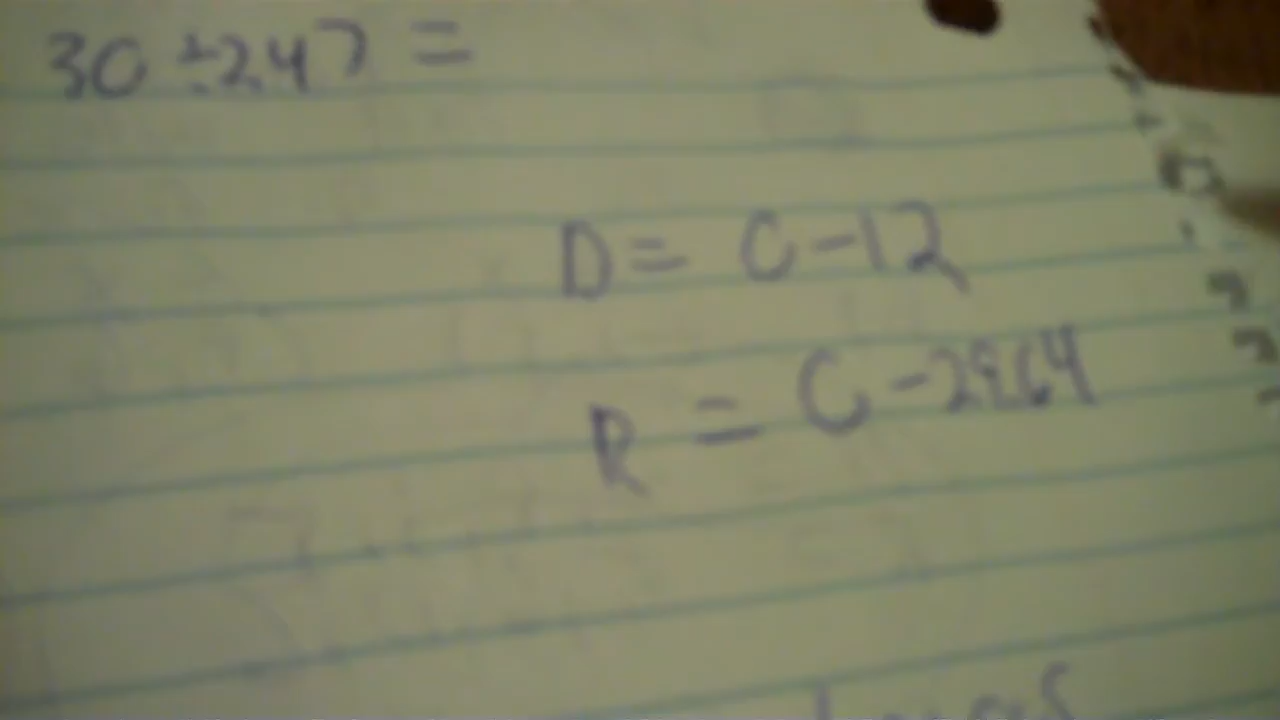 30 ÷ 247 =
D = C - 12
R = C - 2964